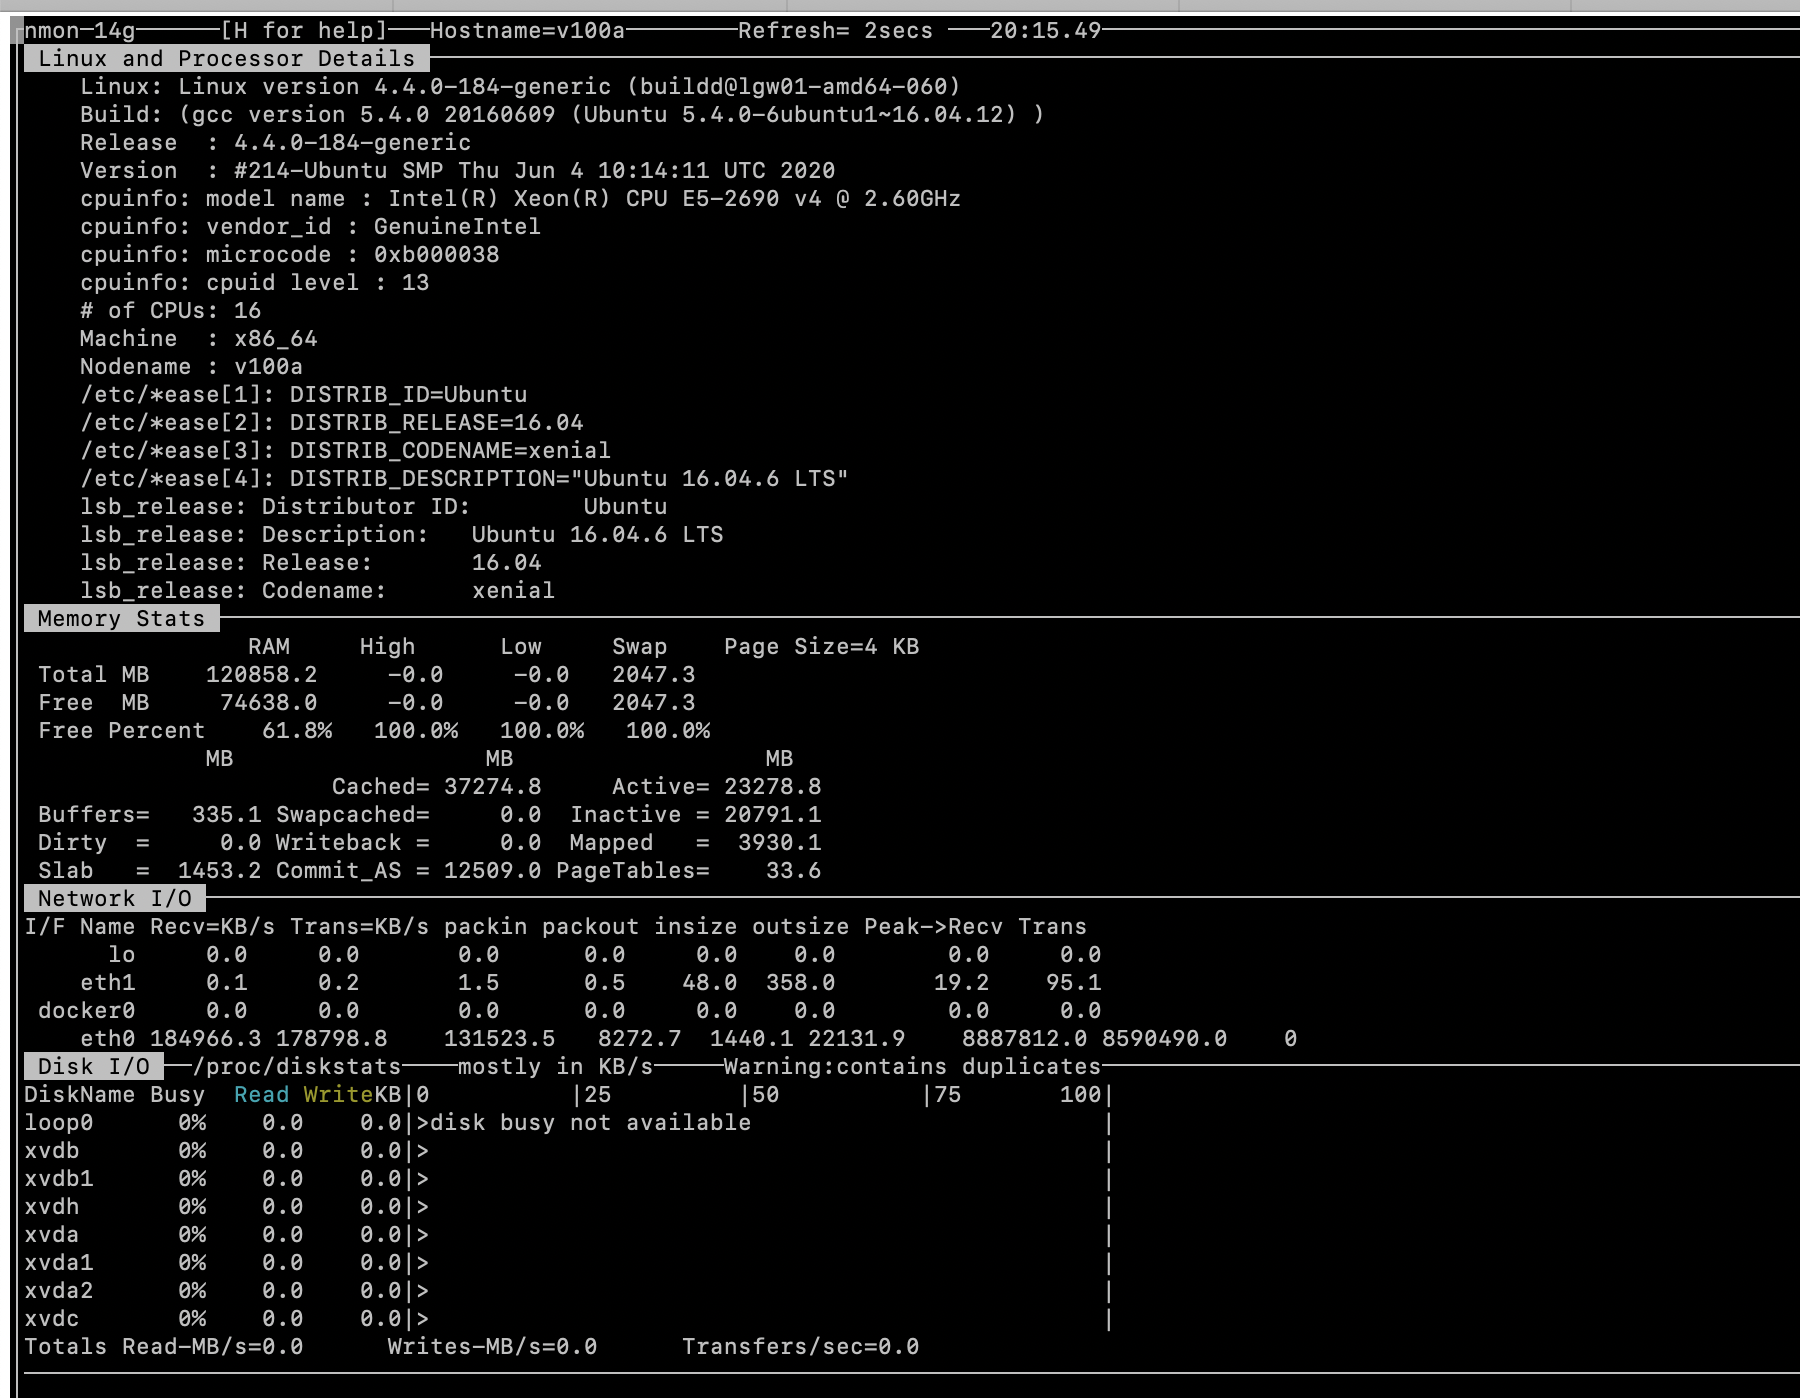 nmon-14g [H for help] Hostname=v100a Refresh= 2secs 20:15.49
Linux and Processor Details
Linux: Linux version 4.4.0-184-generic (buildd@lgw01-amd64-060)
Build: (gcc version 5.4.0 20160609 (Ubuntu 5.4.0-6ubuntu1~16.04.12) )
Release  : 4.4.0-184-generic
Version  : #214-Ubuntu SMP Thu Jun 4 10:14:11 UTC 2020
cpuinfo: model name : Intel(R) Xeon(R) CPU E5-2690 v4 @ 2.60GHz
cpuinfo: vendor_id : GenuineIntel
cpuinfo: microcode : 0xb000038
cpuinfo: cpuid level : 13
# of CPUs: 16
Machine  : x86_64
Nodename : v100a
/etc/*ease[1]: DISTRIB_ID=Ubuntu
/etc/*ease[2]: DISTRIB_RELEASE=16.04
/etc/*ease[3]: DISTRIB_CODENAME=xenial
/etc/*ease[4]: DISTRIB_DESCRIPTION="Ubuntu 16.04.6 LTS"
lsb_release: Distributor ID:        Ubuntu
lsb_release: Description:   Ubuntu 16.04.6 LTS
lsb_release: Release:       16.04
lsb_release: Codename:      xenial
Memory Stats
RAM     High      Low     Swap    Page Size=4 KB
Total MB    120858.2     -0.0     -0.0   2047.3
Free  MB     74638.0     -0.0     -0.0   2047.3
Free Percent    61.8%   100.0%   100.0%   100.0%
MB                  MB                  MB
Cached= 37274.8     Active= 23278.8
Buffers=   335.1 Swapcached=     0.0  Inactive = 20791.1
Dirty  =     0.0 Writeback =     0.0  Mapped   =  3930.1
Slab   =  1453.2 Commit_AS = 12509.0 PageTables=    33.6
Network I/O
I/F Name Recv=KB/s Trans=KB/s packin packout insize outsize Peak->Recv Trans
lo     0.0     0.0       0.0      0.0     0.0    0.0        0.0     0.0
eth1     0.1     0.2       1.5      0.5    48.0  358.0       19.2    95.1
docker0     0.0     0.0       0.0      0.0     0.0    0.0        0.0     0.0
eth0 184966.3 178798.8    131523.5   8272.7  1440.1 22131.9    8887812.0 8590490.0    0
Disk I/O /proc/diskstats mostly in KB/s Warning:contains duplicates
DiskName Busy  Read WriteKB|0          |25         |50          |75       100|
loop0      0%    0.0    0.0|>disk busy not available                         |
xvdb       0%    0.0    0.0|>                                                |
xvdb1      0%    0.0    0.0|>                                                |
xvdh       0%    0.0    0.0|>                                                |
xvda       0%    0.0    0.0|>                                                |
xvda1      0%    0.0    0.0|>                                                |
xvda2      0%    0.0    0.0|>                                                |
xvdc       0%    0.0    0.0|>                                                |
Totals Read-MB/s=0.0      Writes-MB/s=0.0      Transfers/sec=0.0